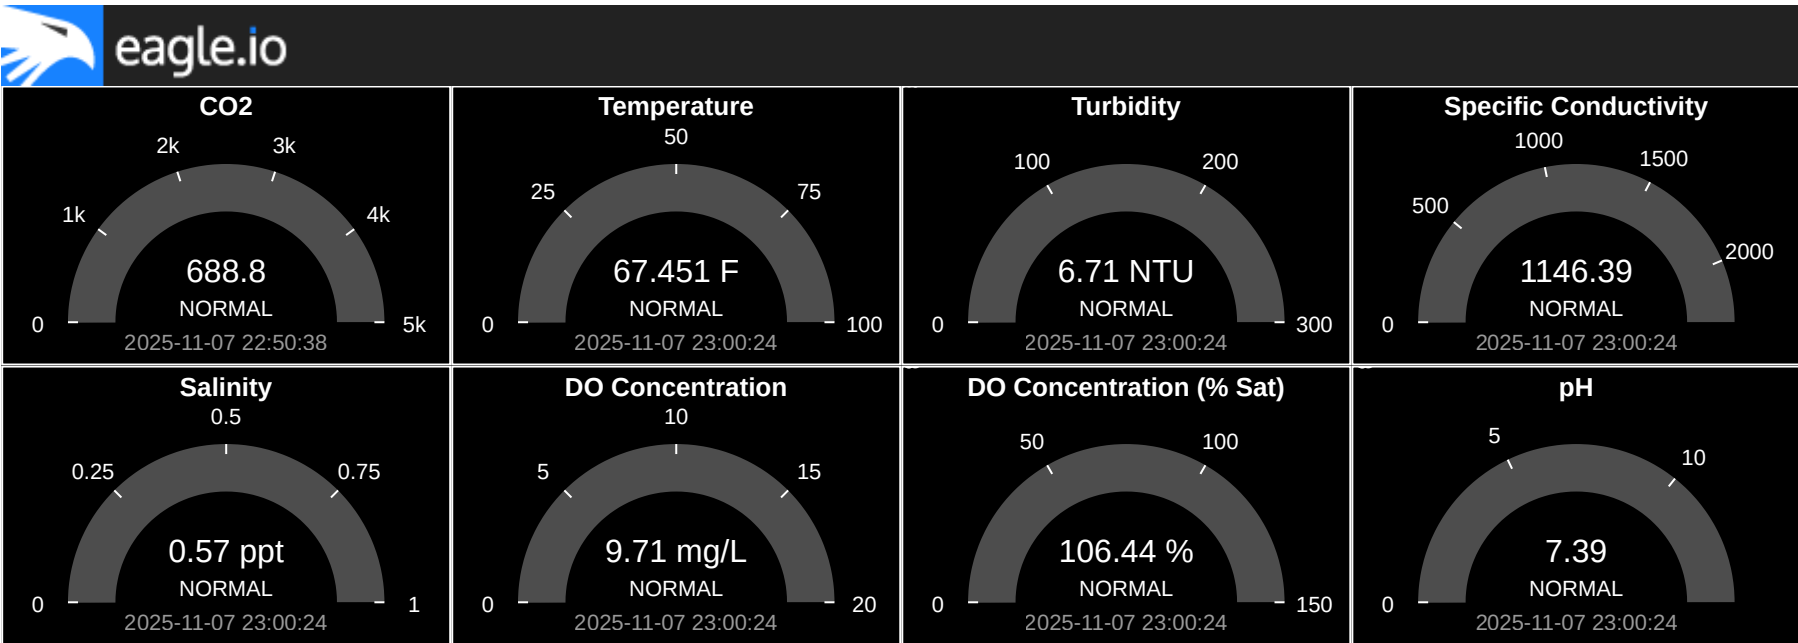 eagle.io
CO2
2k
3k
1k
4k
688.8
NORMAL
0
5k
2025-11-07 22:50:38
Temperature
50
25
75
67.451 F
NORMAL
0
100
2025-11-07 23:00:24
Turbidity
100
200
6.71 NTU
NORMAL
0
300
2025-11-07 23:00:24
Specific Conductivity
1000
1500
500
2000
1146.39
NORMAL
0
2025-11-07 23:00:24
Salinity
0.5
0.25
0.75
0.57 ppt
NORMAL
0
1
2025-11-07 23:00:24
DO Concentration
10
5
15
9.71 mg/L
NORMAL
0
20
2025-11-07 23:00:24
DO Concentration (% Sat)
50
100
106.44 %
NORMAL
0
150
2025-11-07 23:00:24
pH
5
10
7.39
NORMAL
0
2025-11-07 23:00:24